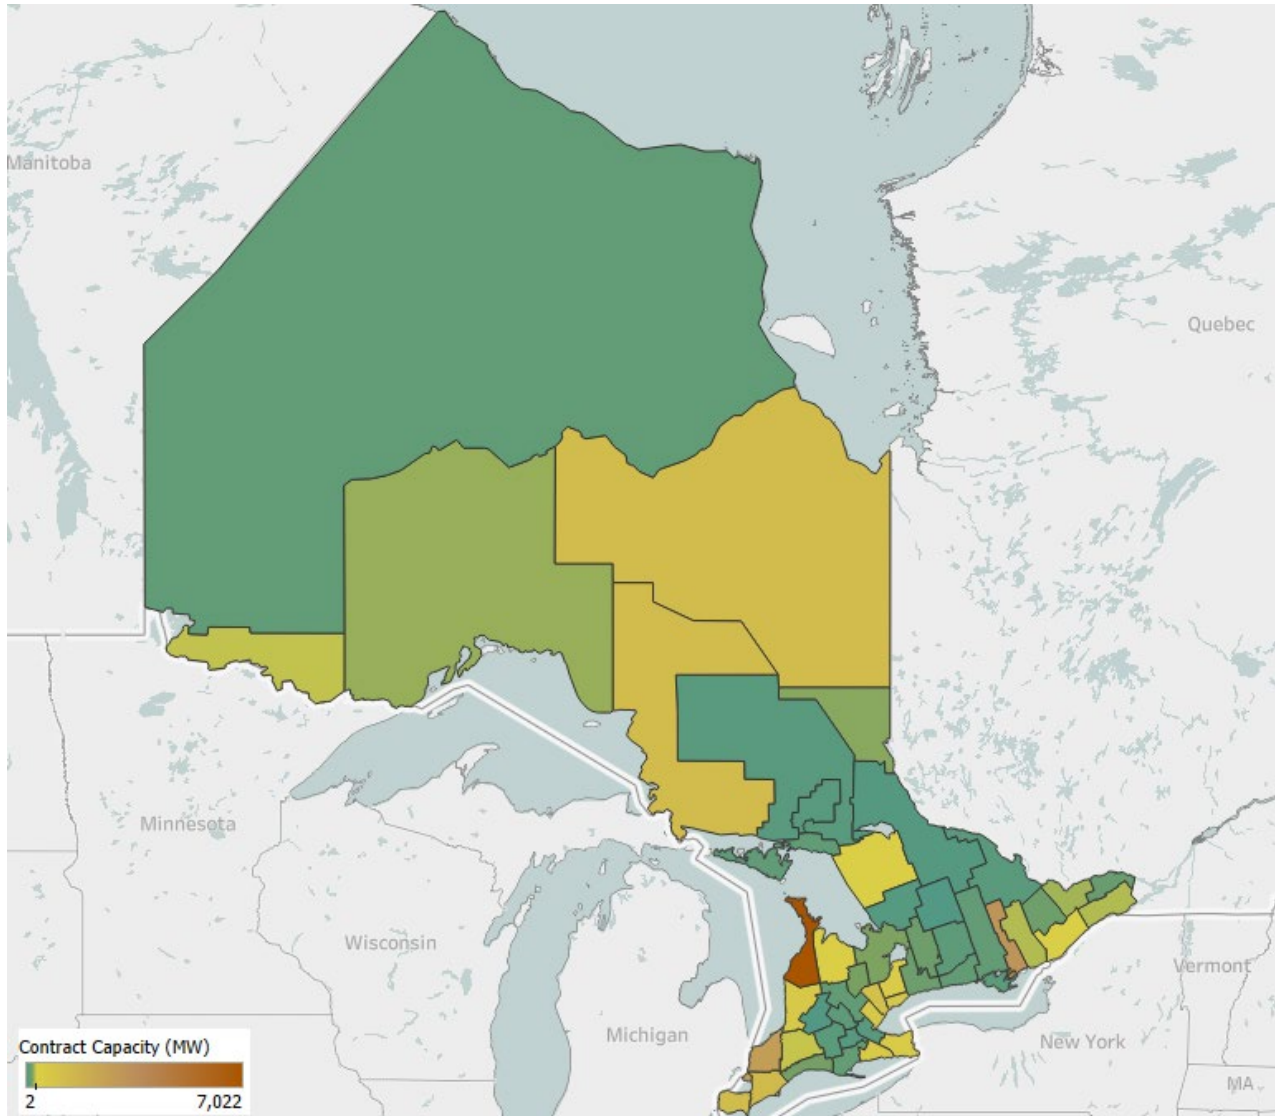 Manitoba
Quebec
Minnesota
Wisconsin
Vermont
Michigan
New York
MA
Contract Capacity (MW)
2 7,022